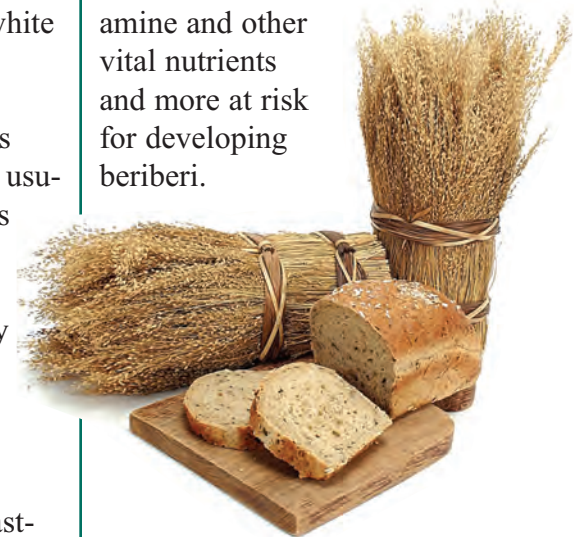 white
s
usu-
s
y
ast-
amine and other
vital nutrients
and more at risk
for developing
beriberi.